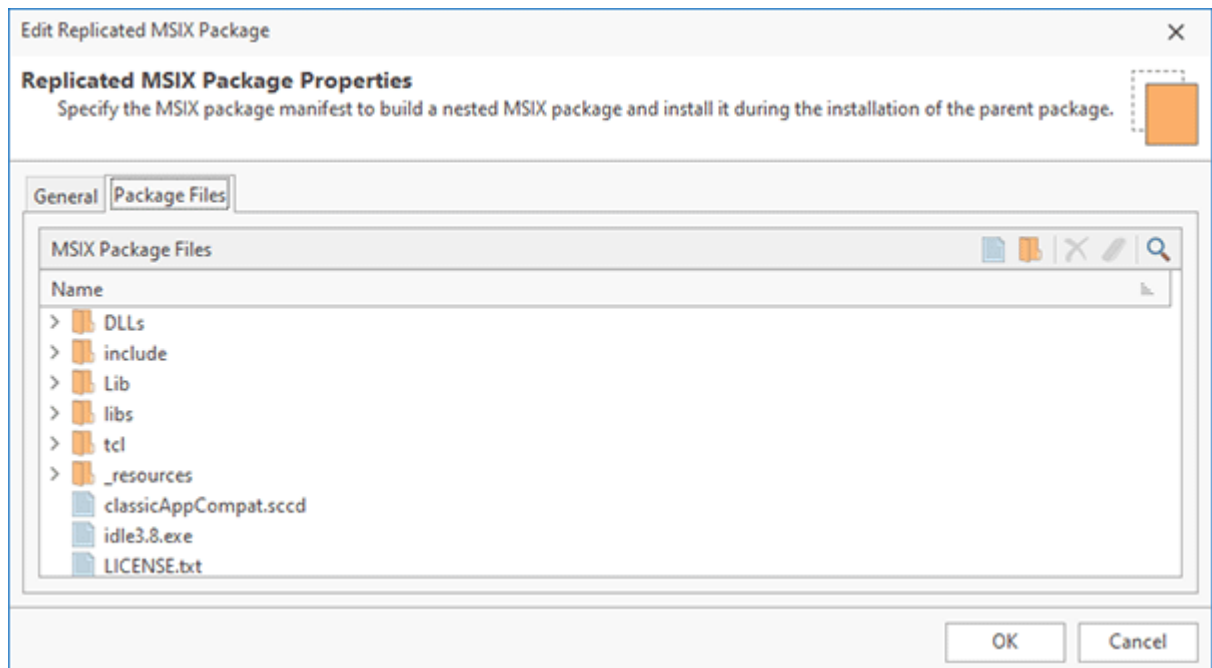 Edit Replicated MSIX Package
Replicated MSIX Package Properties
Specify the MSIX package manifest to build a nested MSIX package and install it during the installation of the parent package.
General Package Files
MSIX Package Files
Name
DLLs
include
Lib
libs
tcl
_resources
classicAppCompat.sccd
idle3.8.exe
LICENSE.txt
OK Cancel